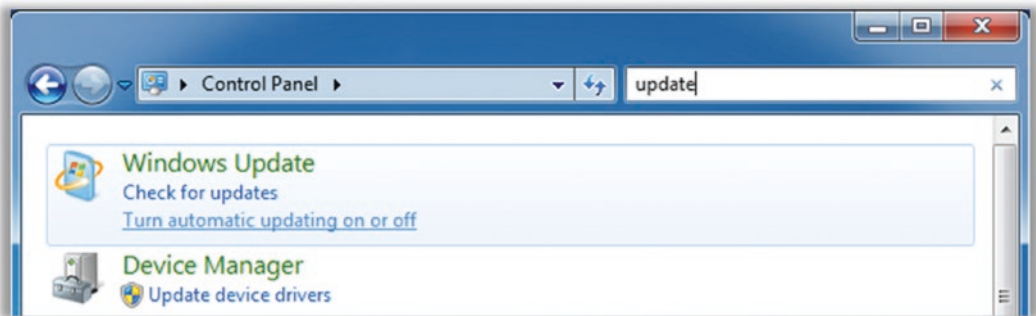 Control Panel
update
Windows Update
Check for updates
Turn automatic updating on or off
Device Manager
Update device drivers